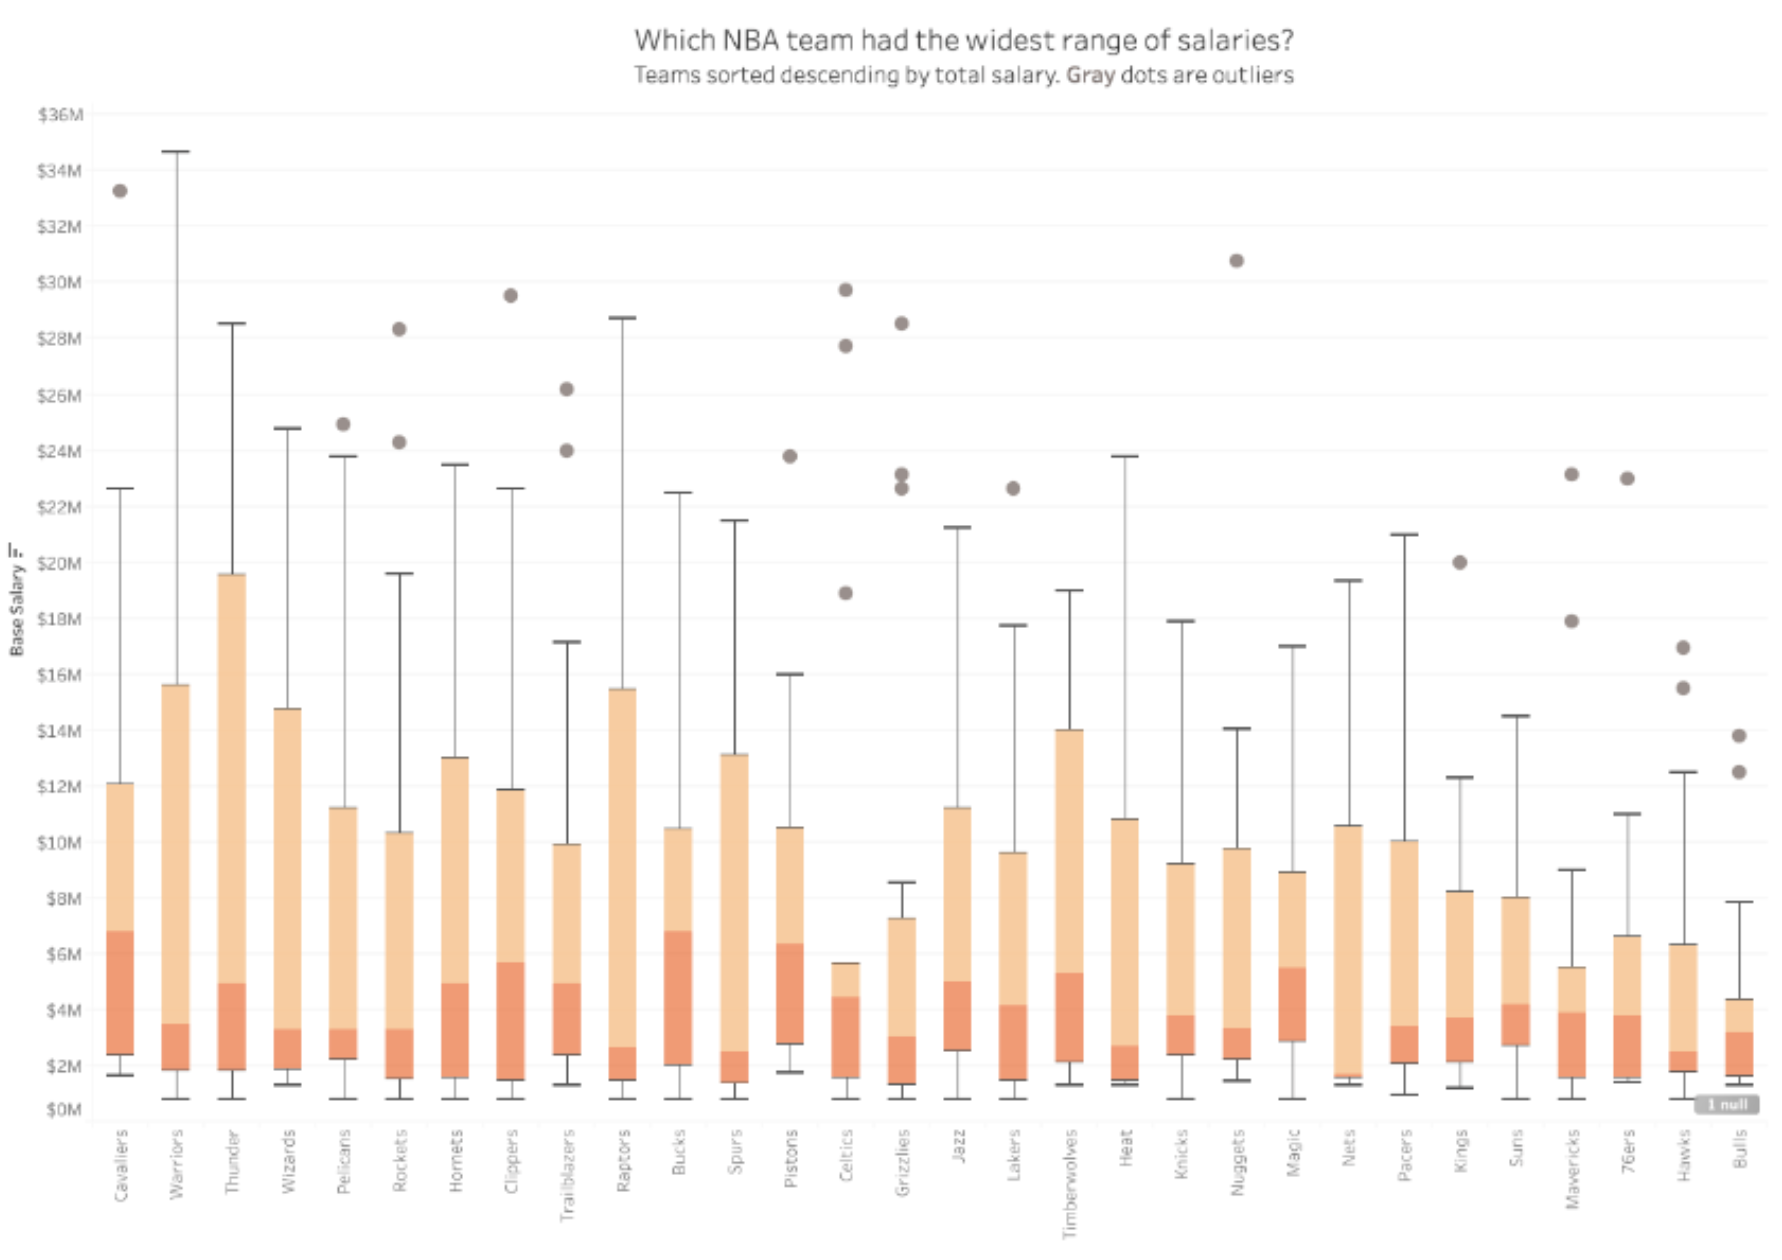 Which NBA team had the widest range of salaries?
Teams sorted descending by total salary. Gray dots are outliers
$36M
$34M
$32M
$30M
$28M
$26M
$24M
$22M
$20M
$18M
$16M
$14M
$12M
$10M
$8M
$6M
$4M
$2M
$0M
Base Salary
1 null
Cavaliers
Warriors
Thunder
Wizards
Pelicans
Rockets
Hornets
Clippers
Trailblazers
Raptors
Bucks
Spurs
Pistons
Celtics
Grizzlies
Jazz
Lakers
Timberwolves
Heat
Knicks
Nuggets
Magic
Nets
Pacers
Kings
Suns
Mavericks
76ers
Hawks
Bulls